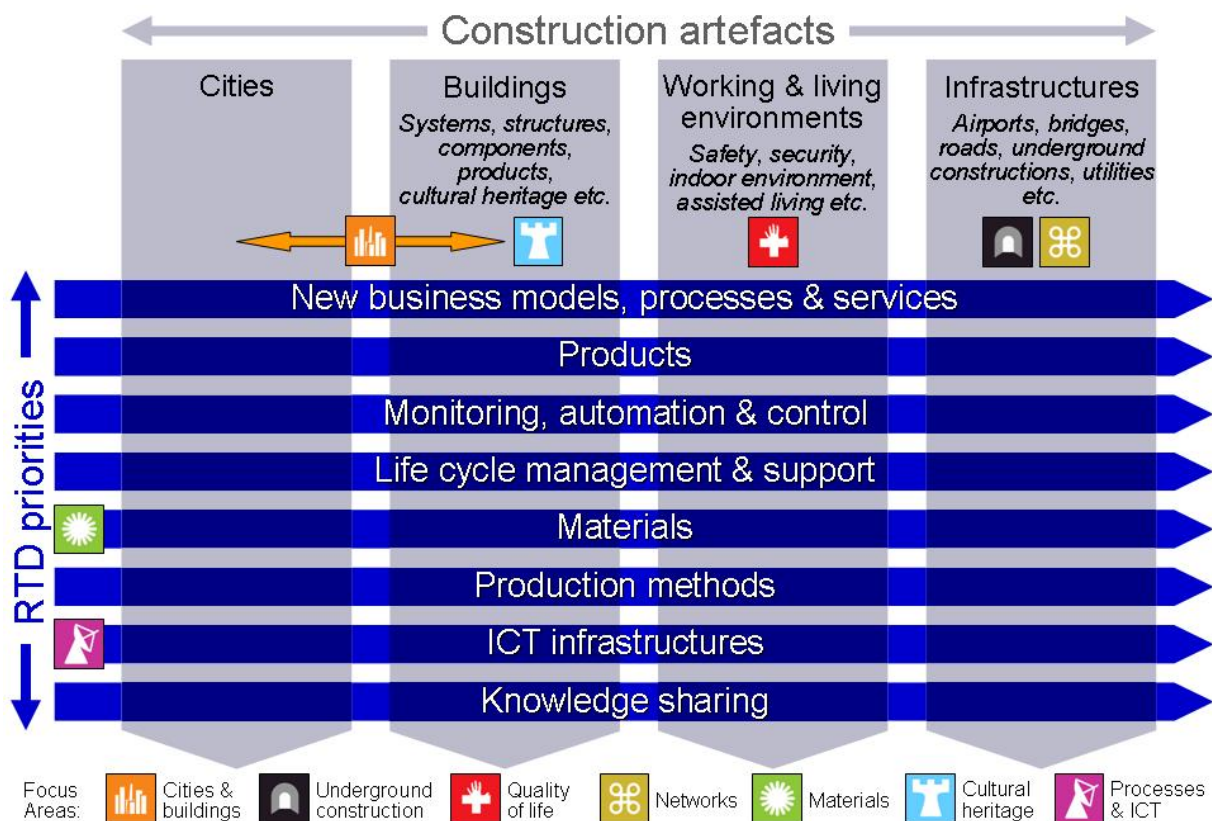 Construction artefacts
Cities
Buildings
Systems, structures,
components,
products,
cultural heritage etc.
Working & living
environments
Safety, security,
indoor environment,
assisted living etc.
Infrastructures
Airports, bridges,
roads, underground
constructions, utilities
etc.
RTD priorities
New business models, processes & services
Products
Monitoring, automation & control
Life cycle management & support
Materials
Production methods
ICT infrastructures
Knowledge sharing
Focus
Areas:
Cities &
buildings
Underground
construction
Quality
of life
Networks
Materials
Cultural
heritage
Processes
& ICT